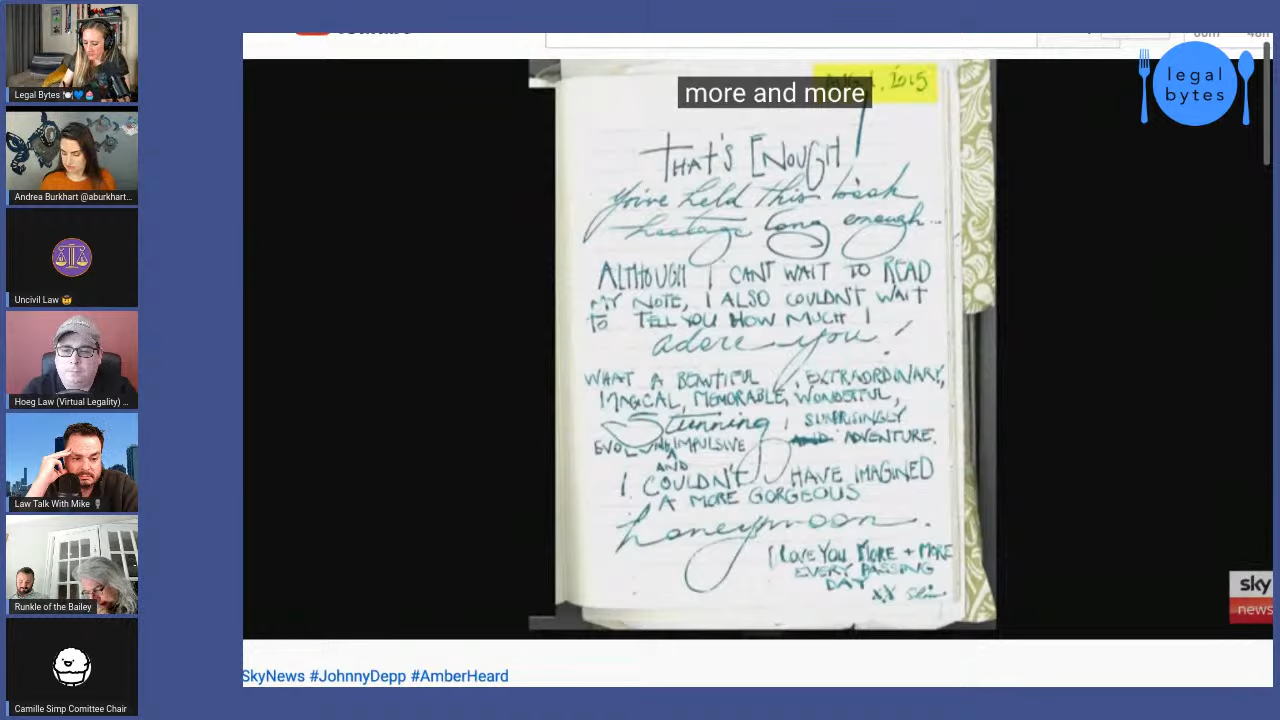 Legal Bytes 🍽💙🧁
Andrea Burkhart @aburkhart...
Uncivil Law 🤠
Hoeg Law (Virtual Legality) ...
Law Talk With Mike 🎙
Runkle of the Bailey
Camille Simp Comittee Chair
legal
bytes
more and more
, 2015
THAT'S ENOUGH!
You've held this book
hostage long enough...
ALTHOUGH I CANT WAIT TO READ
MY NOTE, I ALSO COULDN'T WAIT
TO TELL YOU HOW MUCH I
adore you!
WHAT A BEAUTIFUL, EXTRAORDINARY,
MAGICAL, MEMORABLE, WONDERFUL,
Stunning, SURPRISINGLY
EVOLVING, IMPULSIVE ADVENTURE.
AND
I COULDN'T HAVE IMAGINED
A MORE GORGEOUS
honeymoon.
I LOVE YOU MORE + MORE
EVERY PASSING
DAY
XX Slim
sky
news
SkyNews #JohnnyDepp #AmberHeard